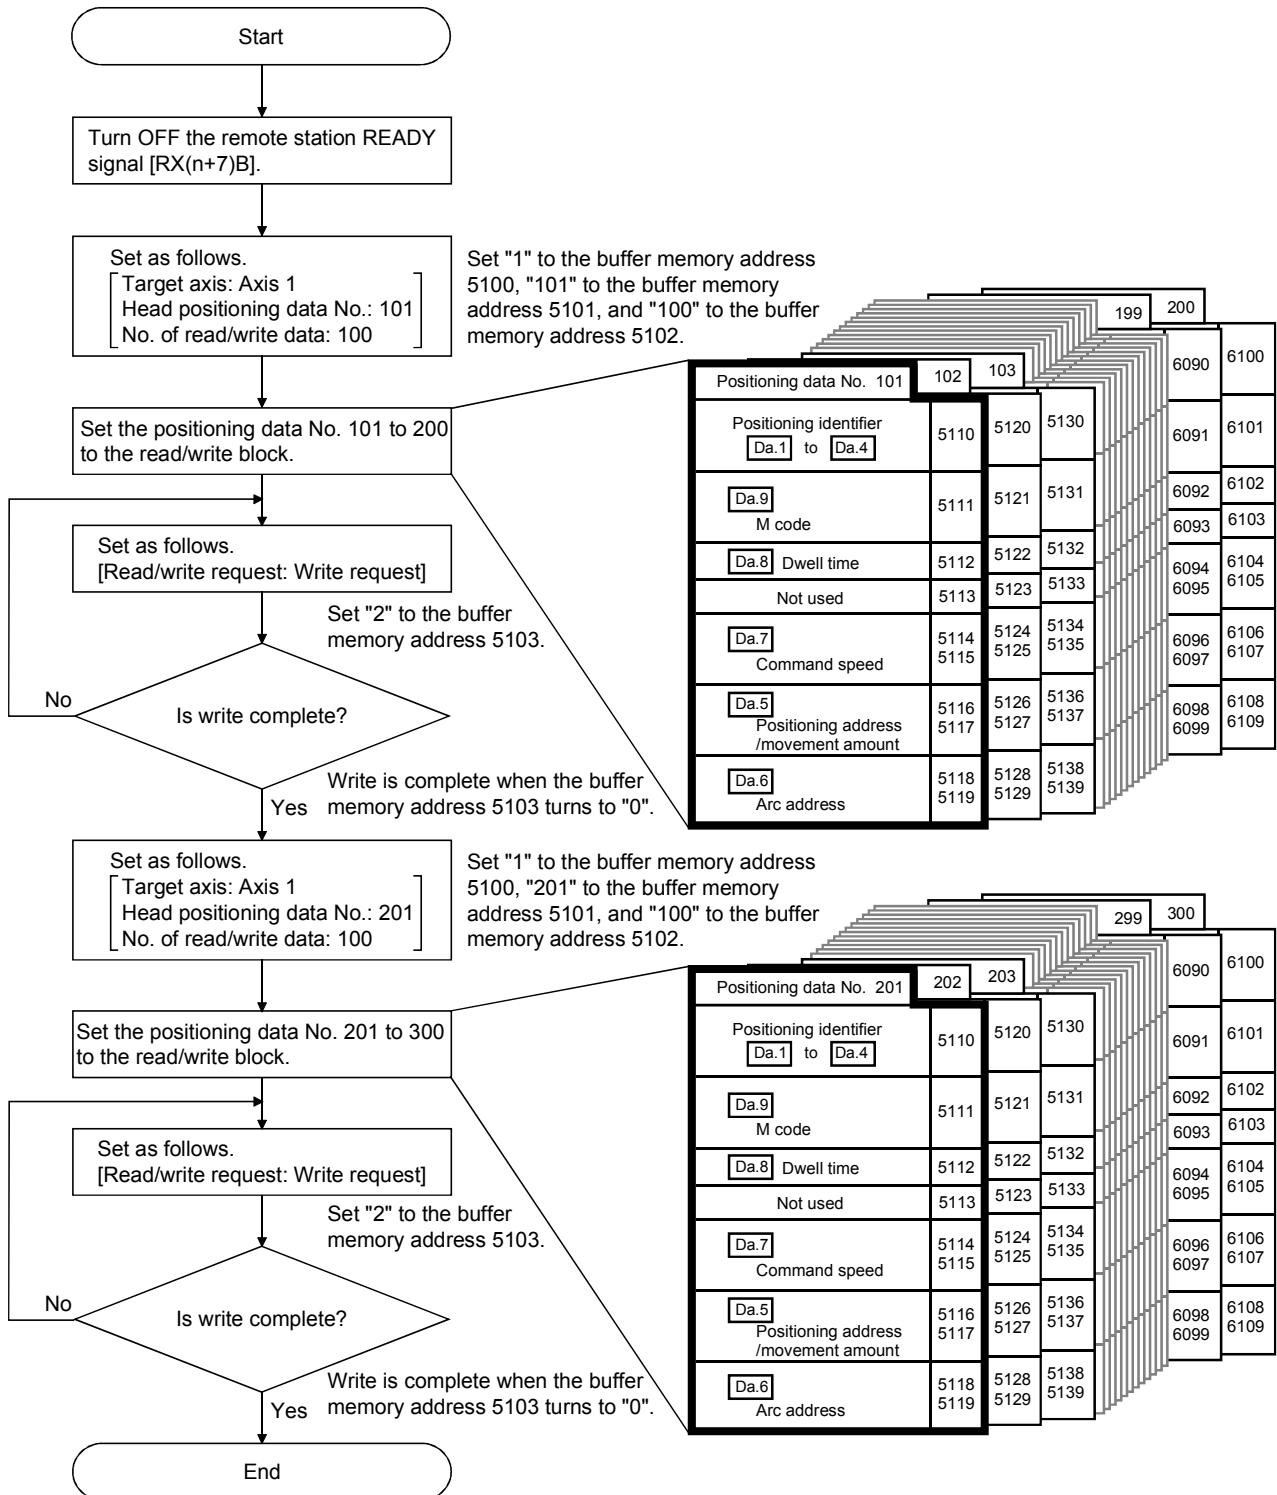 Start
Turn OFF the remote station READY
signal [RX(n+7)B].
Set as follows.
Target axis: Axis 1
Head positioning data No.: 101
No. of read/write data: 100
Set "1" to the buffer memory address
5100, "101" to the buffer memory
address 5101, and "100" to the buffer
memory address 5102.
Set the positioning data No. 101 to 200
to the read/write block.
Set as follows.
[Read/write request: Write request]
Set "2" to the buffer
memory address 5103.
No
Is write complete?
Yes
Write is complete when the buffer
memory address 5103 turns to "0".
Positioning data No. 101
102
103
199
200
Positioning identifier
Da.1 to Da.4
5110
5120
5130
6090
6100
Da.9
M code
5111
5121
5131
6091
6101
Da.8 Dwell time
5112
5122
5132
6092
6102
Not used
5113
5123
5133
6093
6103
Da.7
Command speed
5114
5115
5124
5125
5134
5135
6094
6095
6104
6105
Da.5
Positioning address
/movement amount
5116
5117
5126
5127
5136
5137
6096
6097
6106
6107
Da.6
Arc address
5118
5119
5128
5129
5138
5139
6098
6099
6108
6109
Set as follows.
Target axis: Axis 1
Head positioning data No.: 201
No. of read/write data: 100
Set "1" to the buffer memory address
5100, "201" to the buffer memory
address 5101, and "100" to the buffer
memory address 5102.
Set the positioning data No. 201 to 300
to the read/write block.
Set as follows.
[Read/write request: Write request]
Set "2" to the buffer
memory address 5103.
No
Is write complete?
Yes
Write is complete when the buffer
memory address 5103 turns to "0".
End
Positioning data No. 201
202
203
299
300
Positioning identifier
Da.1 to Da.4
5110
5120
5130
6090
6100
Da.9
M code
5111
5121
5131
6091
6101
Da.8 Dwell time
5112
5122
5132
6092
6102
Not used
5113
5123
5133
6093
6103
Da.7
Command speed
5114
5115
5124
5125
5134
5135
6094
6095
6104
6105
Da.5
Positioning address
/movement amount
5116
5117
5126
5127
5136
5137
6096
6097
6106
6107
Da.6
Arc address
5118
5119
5128
5129
5138
5139
6098
6099
6108
6109